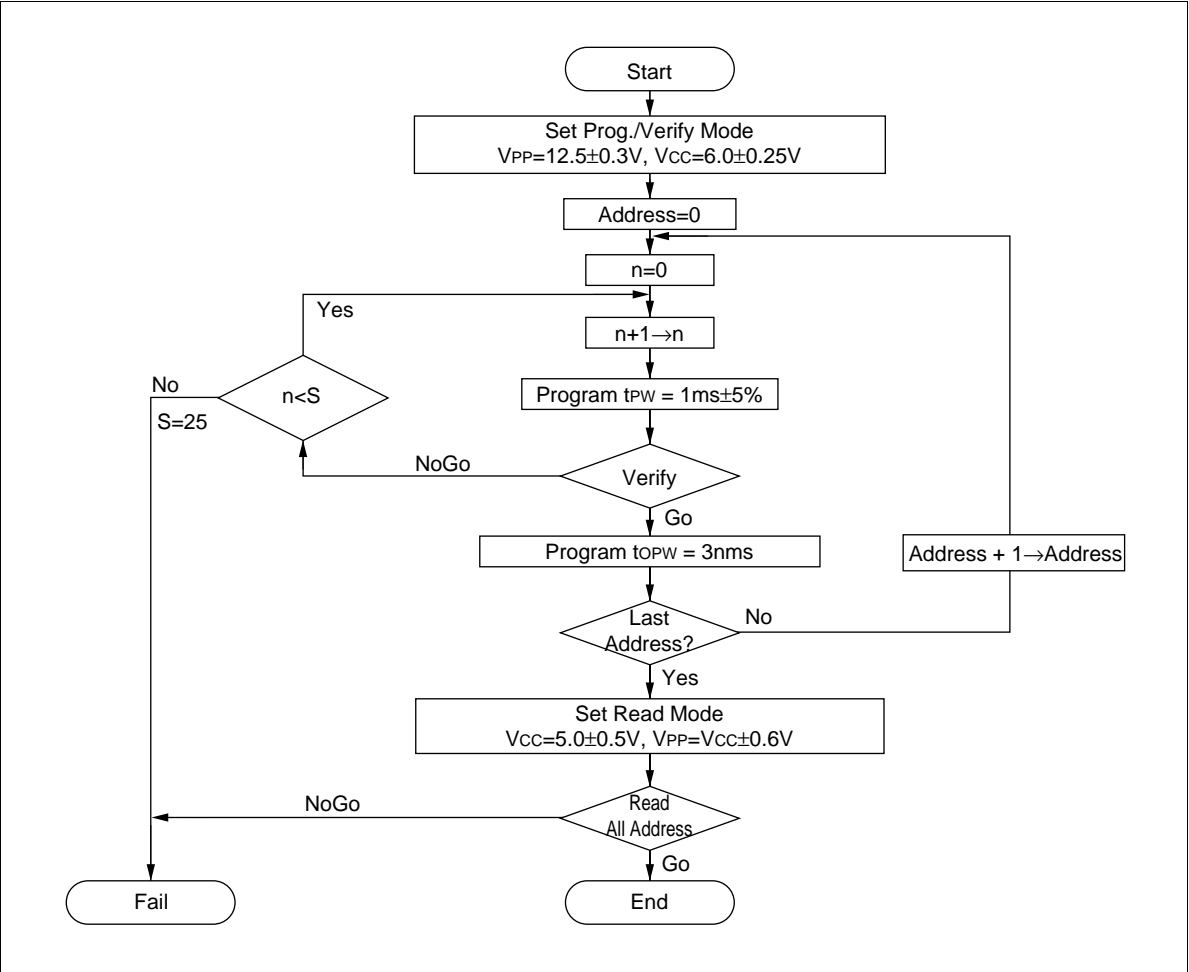 Start
Set Prog./Verify Mode
VPP=12.5±0.3V, VCC=6.0±0.25V
Address=0
n=0
Yes
n+1→n
No
n<S
Program tPW = 1ms±5%
S=25
NoGo
Verify
Go
Program tOPW = 3nms
Address + 1→Address
Last
Address?
No
Yes
Set Read Mode
VCC=5.0±0.5V, VPP=VCC±0.6V
NoGo
Read
All Address
Go
Fail
End